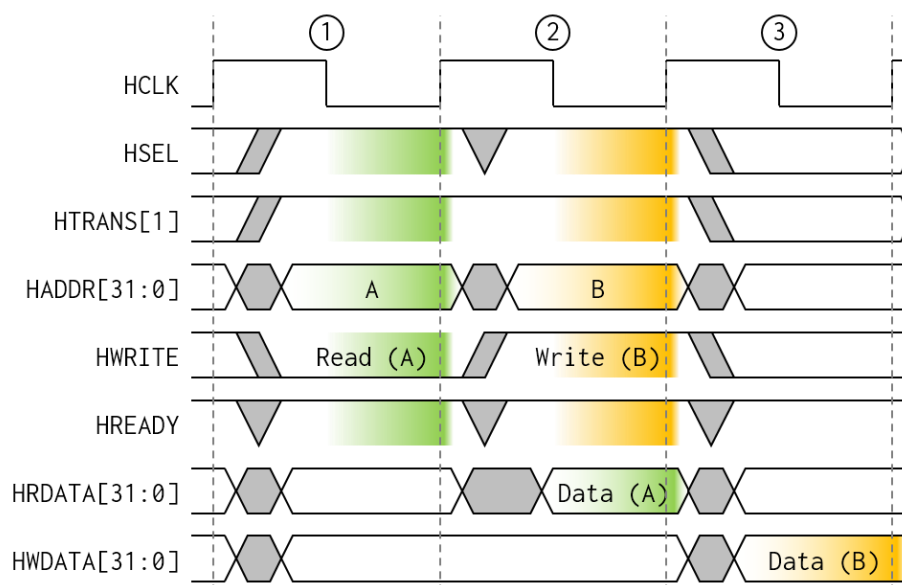 ① ② ③
HCLK
HSEL
HTRANS[1]
HADDR[31:0] A B
HWRITE Read (A) Write (B)
HREADY
HRDATA[31:0] Data (A)
HWDATA[31:0] Data (B)